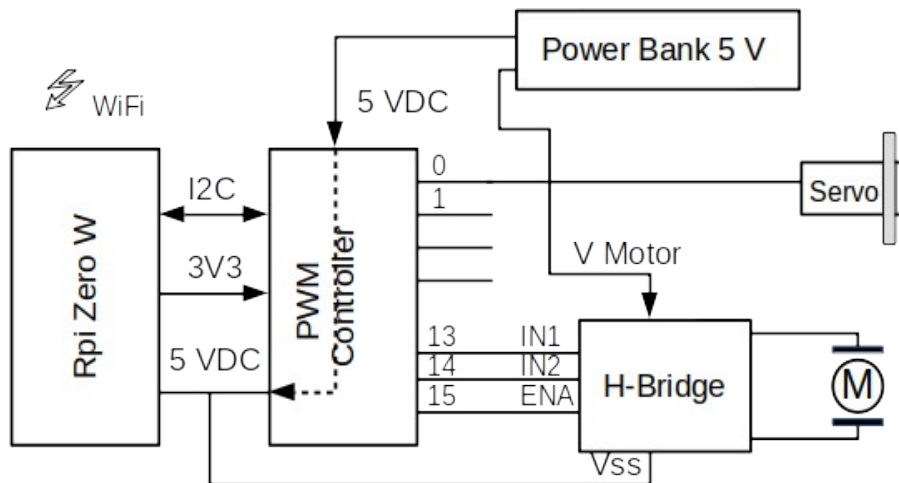 Power Bank 5 V
WiFi
5 VDC
0
Servo
I2C
1
Rpi Zero W
PWM
Controller
V Motor
3V3
13 IN1
5 VDC
14 IN2
15 ENA
H-Bridge
M
Vss